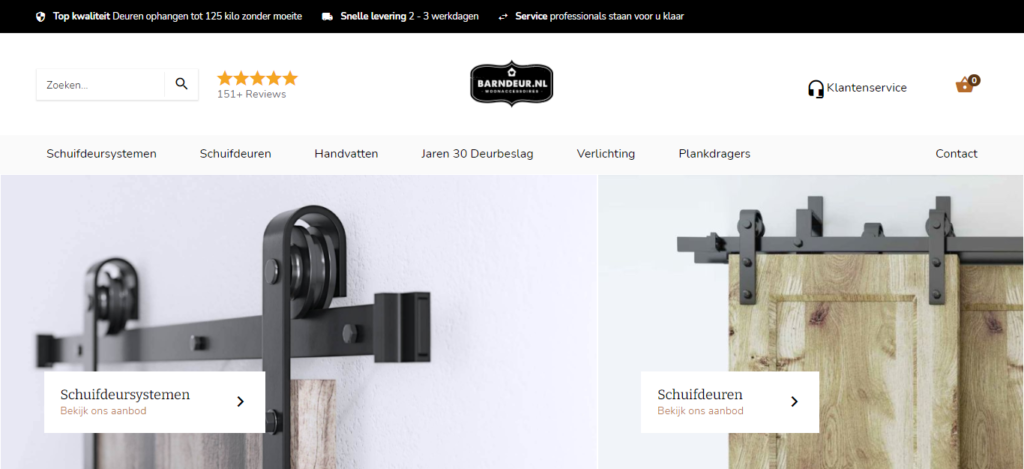 Top kwaliteit Deuren ophangen tot 125 kilo zonder moeite
Snelle levering 2 - 3 werkdagen
Service professionals staan voor u klaar
Zoeken...
151+ Reviews
BARNDEUR.NL
WOONACCESSOIRES
Klantenservice
0
Schuifdeursystemen
Schuifdeuren
Handvatten
Jaren 30 Deurbeslag
Verlichting
Plankdragers
Contact
Schuifdeursystemen
Bekijk ons aanbod
Schuifdeuren
Bekijk ons aanbod